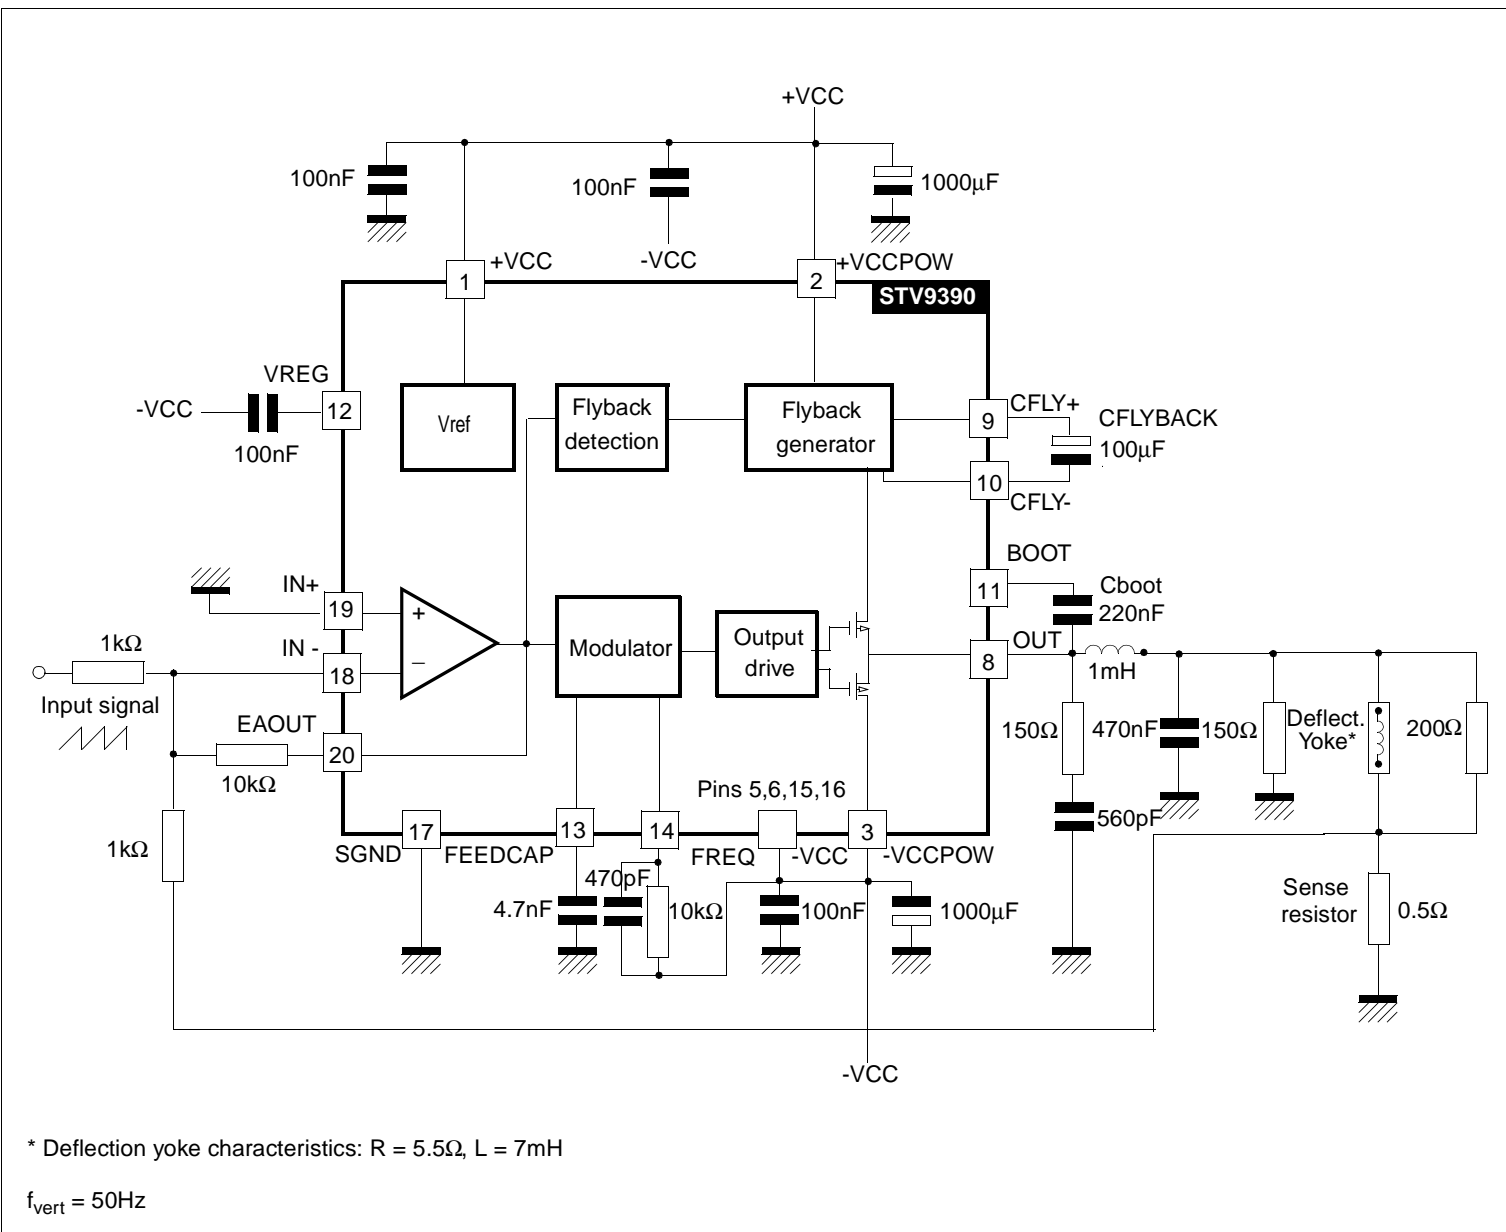 +VCC
100nF
100nF
1000μF
+VCC
-VCC
+VCCPOW
1
2
STV9390
VREG
-VCC
12
100nF
Vref
Flyback
detection
Flyback
generator
9
CFLY+
CFLYBACK
100μF
10
CFLY-
BOOT
11
Cboot
220nF
IN+
19
+
1kΩ
IN -
18
_
Modulator
Output
drive
OUT
8
1mH
Input signal
EAOUT
20
10kΩ
150Ω
470nF
150Ω
Deflect.
Yoke*
200Ω
Pins 5,6,15,16
560pF
1kΩ
17
13
14
3
SGND
FEEDCAP
FREQ
-VCC
-VCCPOW
470pF
4.7nF
10kΩ
100nF
1000μF
Sense
resistor
0.5Ω
-VCC
* Deflection yoke characteristics: R = 5.5Ω, L = 7mH
fvert = 50Hz